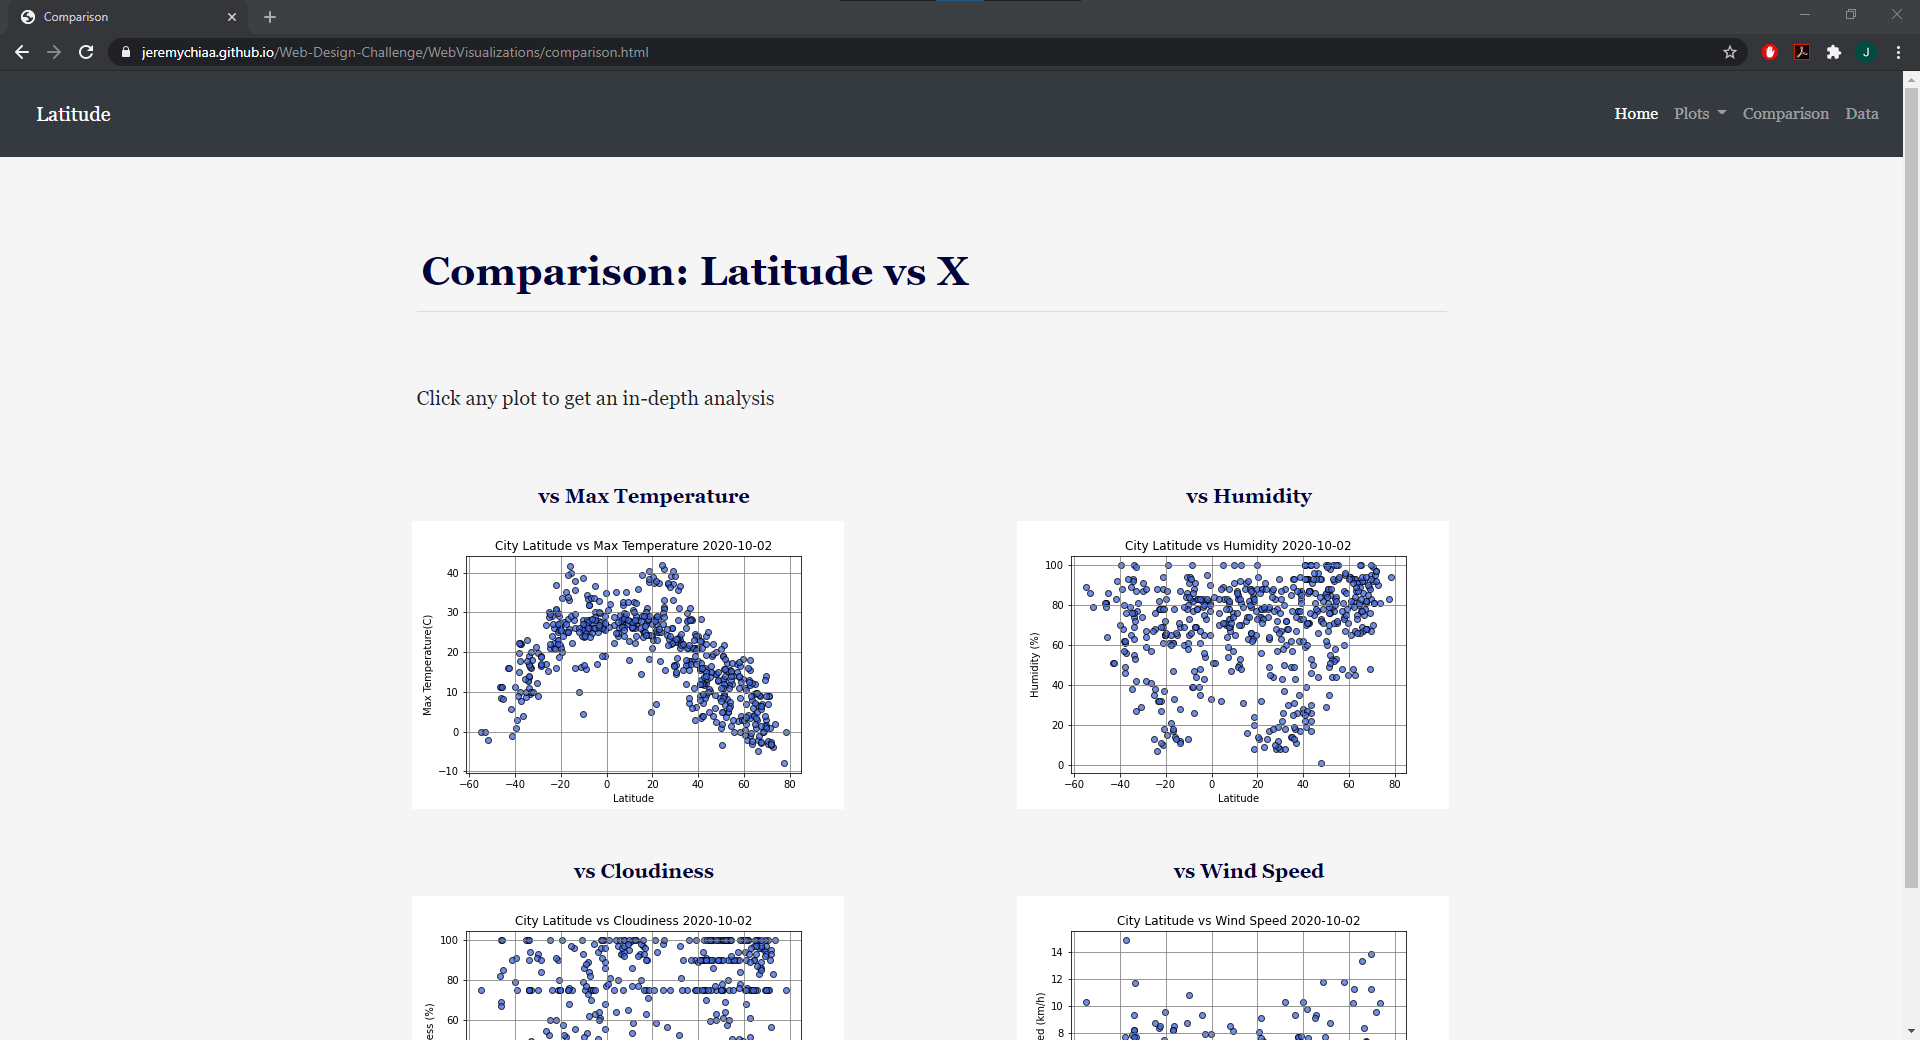 Comparison
jeremychiaa.github.io/Web-Design-Challenge/WebVisualizations/comparison.html
J
Latitude
Home Plots Comparison Data
Comparison: Latitude vs X
Click any plot to get an in-depth analysis
vs Max Temperature
City Latitude vs Max Temperature 2020-10-02
Max Temperature(C)
40
30
20
10
0
−10
−60 −40 −20 0 20 40 60 80
Latitude
vs Humidity
City Latitude vs Humidity 2020-10-02
Humidity (%)
100
80
60
40
20
0
−60 −40 −20 0 20 40 60 80
Latitude
vs Cloudiness
City Latitude vs Cloudiness 2020-10-02
ess (%)
100
80
60
vs Wind Speed
City Latitude vs Wind Speed 2020-10-02
ed (km/h)
14
12
10
8